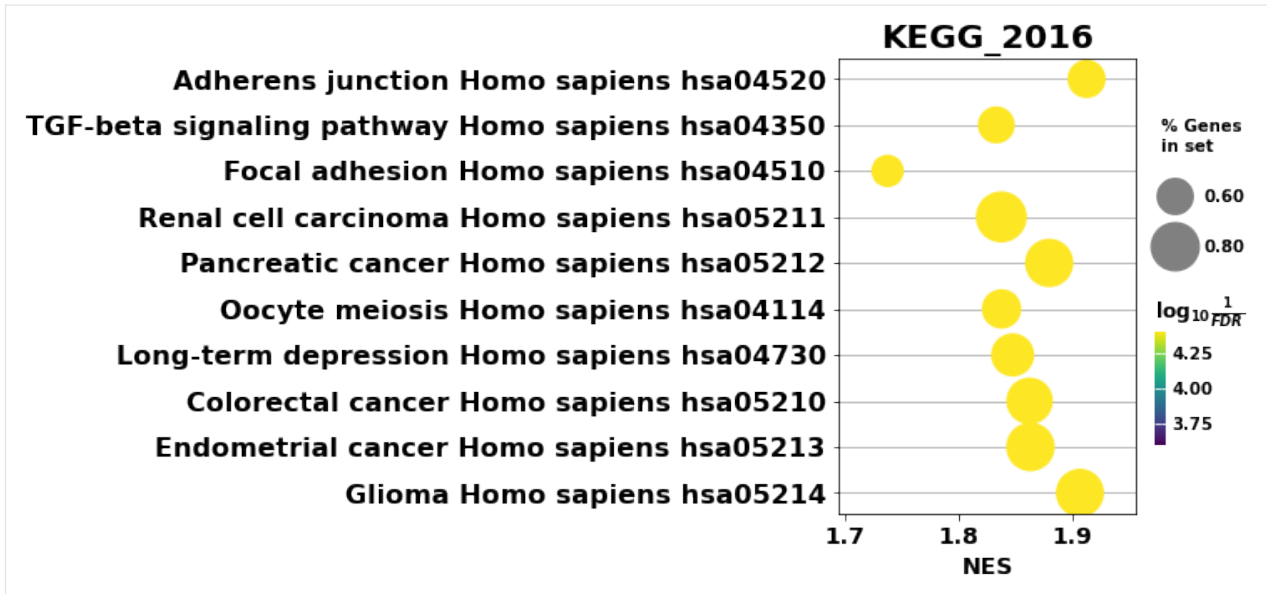 KEGG_2016
Adherens junction Homo sapiens hsa04520
TGF-beta signaling pathway Homo sapiens hsa04350
Focal adhesion Homo sapiens hsa04510
Renal cell carcinoma Homo sapiens hsa05211
Pancreatic cancer Homo sapiens hsa05212
Oocyte meiosis Homo sapiens hsa04114
Long-term depression Homo sapiens hsa04730
Colorectal cancer Homo sapiens hsa05210
Endometrial cancer Homo sapiens hsa05213
Glioma Homo sapiens hsa05214
1.7 1.8 1.9
NES
% Genes
in set
0.60
0.80
log₁₀ 1/FDR
4.25
4.00
3.75